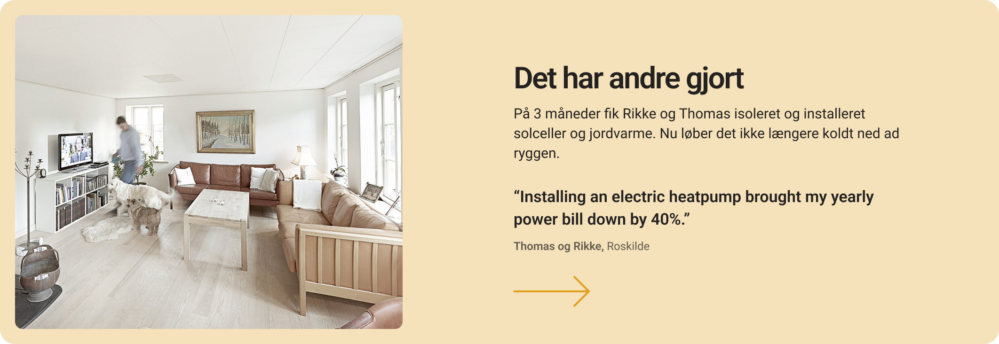 Det har andre gjort
På 3 måneder fik Rikke og Thomas isoleret og installeret
solceller og jordvarme. Nu løber det ikke længere koldt ned ad
ryggen.
“Installing an electric heatpump brought my yearly
power bill down by 40%.”
Thomas og Rikke, Roskilde